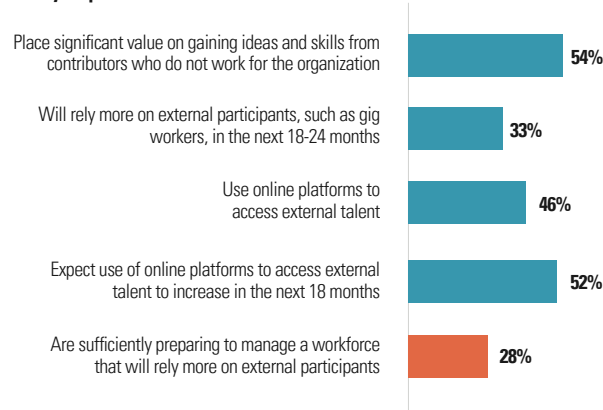 Place significant value on gaining ideas and skills from
contributors who do not work for the organization
54%
Will rely more on external participants, such as gig
workers, in the next 18-24 months
33%
Use online platforms to
access external talent
46%
Expect use of online platforms to access external
talent to increase in the next 18 months
52%
Are sufficiently preparing to manage a workforce
that will rely more on external participants
28%